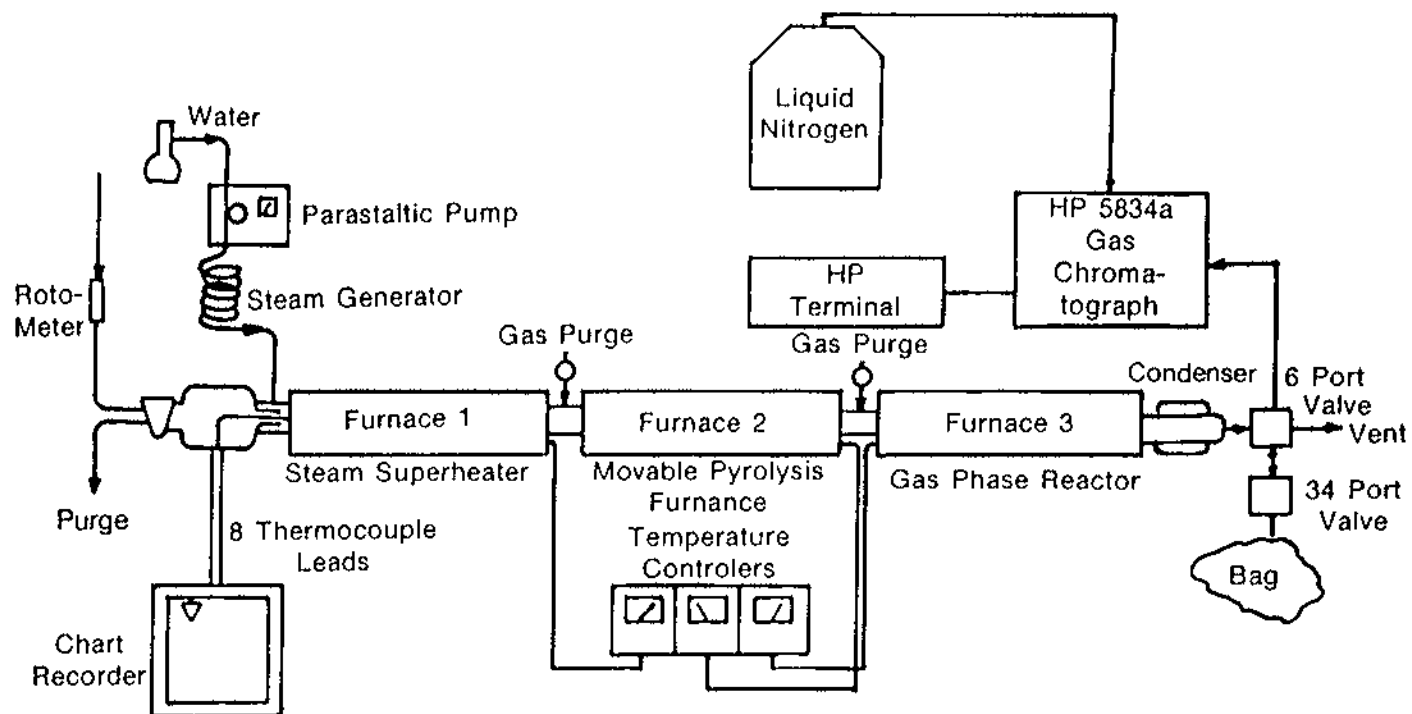 Liquid
Nitrogen
Water
Parastaltic Pump
HP 5834a
Gas
Chroma-
tograph
HP
Terminal
Roto-
Meter
Steam Generator
Gas Purge
Gas Purge
Condenser
6 Port
Valve
Vent
Furnace 1
Furnace 2
Furnace 3
Steam Superheater
Movable Pyrolysis
Furnance
Gas Phase Reactor
34 Port
Valve
Purge
8 Thermocouple
Leads
Temperature
Controlers
Bag
Chart
Recorder